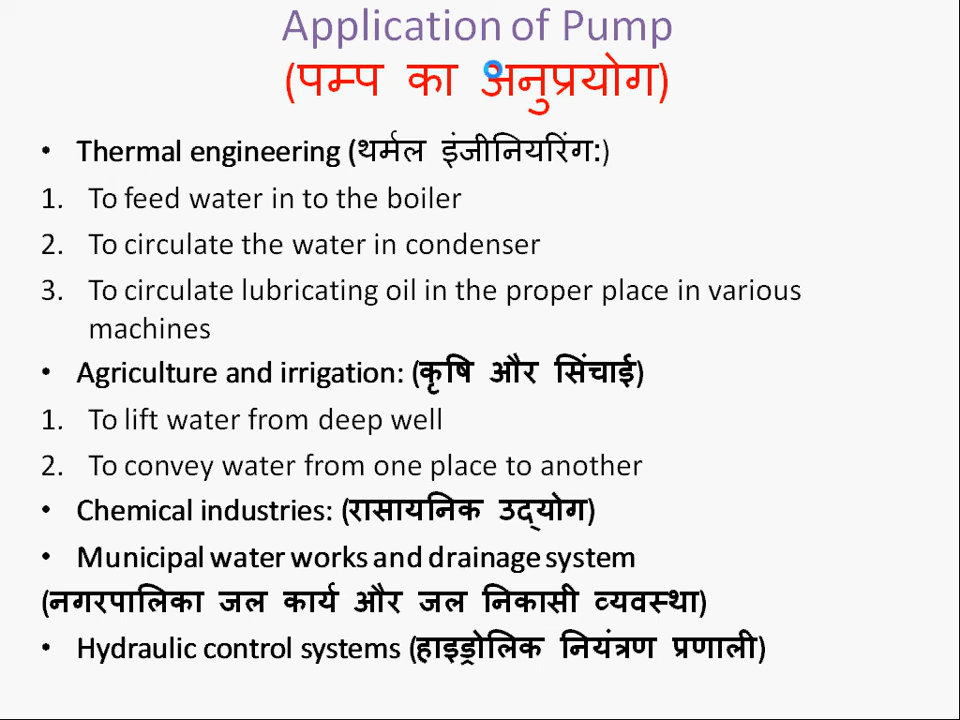 Application of Pump
(पम्प का अनुप्रयोग)
• Thermal engineering (थर्मल इंजीनियरिंग:)
1. To feed water in to the boiler
2. To circulate the water in condenser
3. To circulate lubricating oil in the proper place in various
machines
• Agriculture and irrigation: (कृषि और सिंचाई)
1. To lift water from deep well
2. To convey water from one place to another
• Chemical industries: (रासायनिक उद्‌योग)
• Municipal water works and drainage system
(नगरपालिका जल कार्य और जल निकासी व्यवस्था)
• Hydraulic control systems (हाइड्रोलिक नियंत्रण प्रणाली)